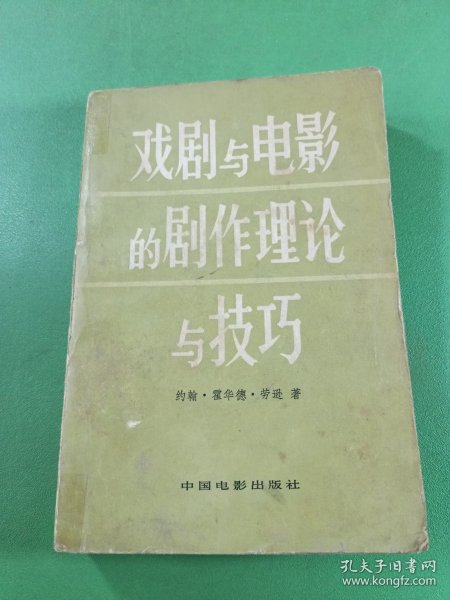 戏剧与电影
的剧作理论
与技巧
约翰·霍华德·劳逊 著
中国电影出版社
孔夫子旧书网
www.kongfz.com